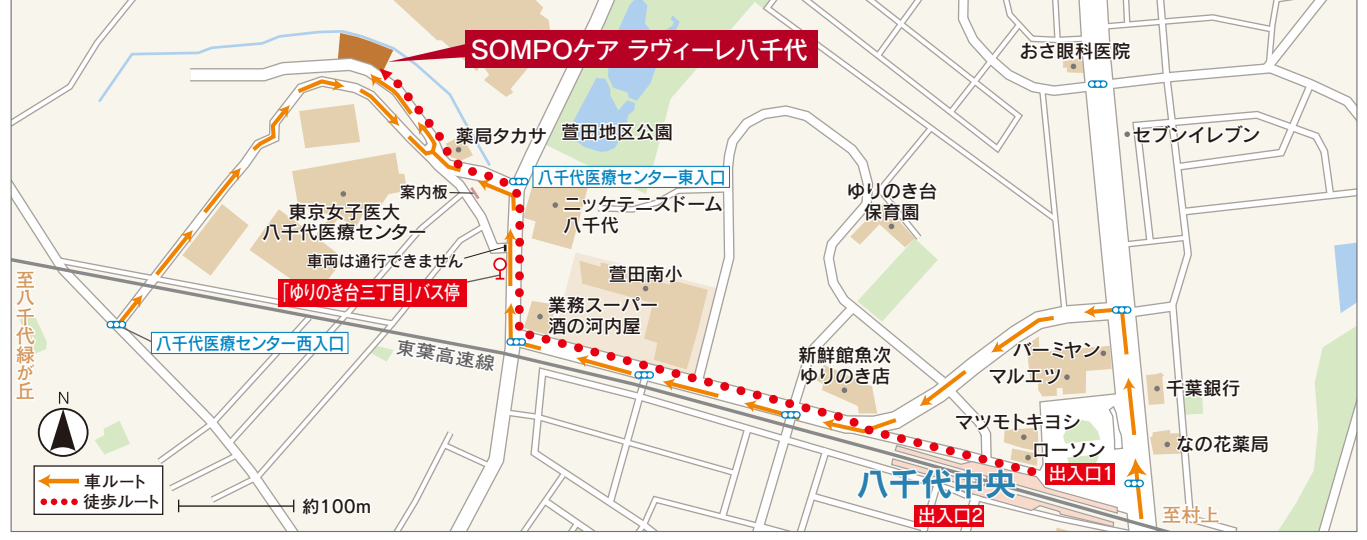 SOMPOケア ラヴィーレ八千代
おさ眼科医院
セブンイレブン
薬局タカサ
萱田地区公園
八千代医療センター東入口
案内板
ニッケテニスドーム
八千代
ゆりのき台
保育園
東京女子医大
八千代医療センター
車両は通行できません
「ゆりのき台三丁目」バス停
萱田南小
業務スーパー
酒の河内屋
至八千代緑が丘
八千代医療センター西入口
東葉高速線
新鮮館魚次
ゆりのき店
バーミヤン
マルエツ
千葉銀行
マツモトキヨシ
ローソン
なの花薬局
出入口1
八千代中央
出入口2
至村上
N
車ルート
徒歩ルート
約100m